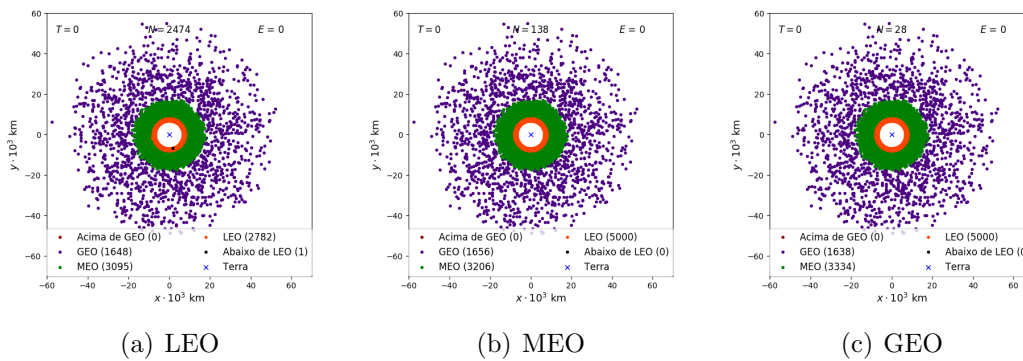 T = 0 N = 2474 E = 0
60
40
20
0
−20
−40
−60
y · 10³ km
−60 −40 −20 0 20 40 60
x · 10³ km
Acima de GEO (0) LEO (2782)
GEO (1648) Abaixo de LEO (1)
MEO (3095) Terra
(a) LEO
T = 0 N = 138 E = 0
60
40
20
0
−20
−40
−60
y · 10³ km
−60 −40 −20 0 20 40 60
x · 10³ km
Acima de GEO (0) LEO (5000)
GEO (1656) Abaixo de LEO (0
MEO (3206) Terra
(b) MEO
T = 0 N = 28 E = 0
60
40
20
0
−20
−40
−60
y · 10³ km
−60 −40 −20 0 20 40 60
x · 10³ km
Acima de GEO (0) LEO (5000)
GEO (1638) Abaixo de LEO (0
MEO (3334) Terra
(c) GEO